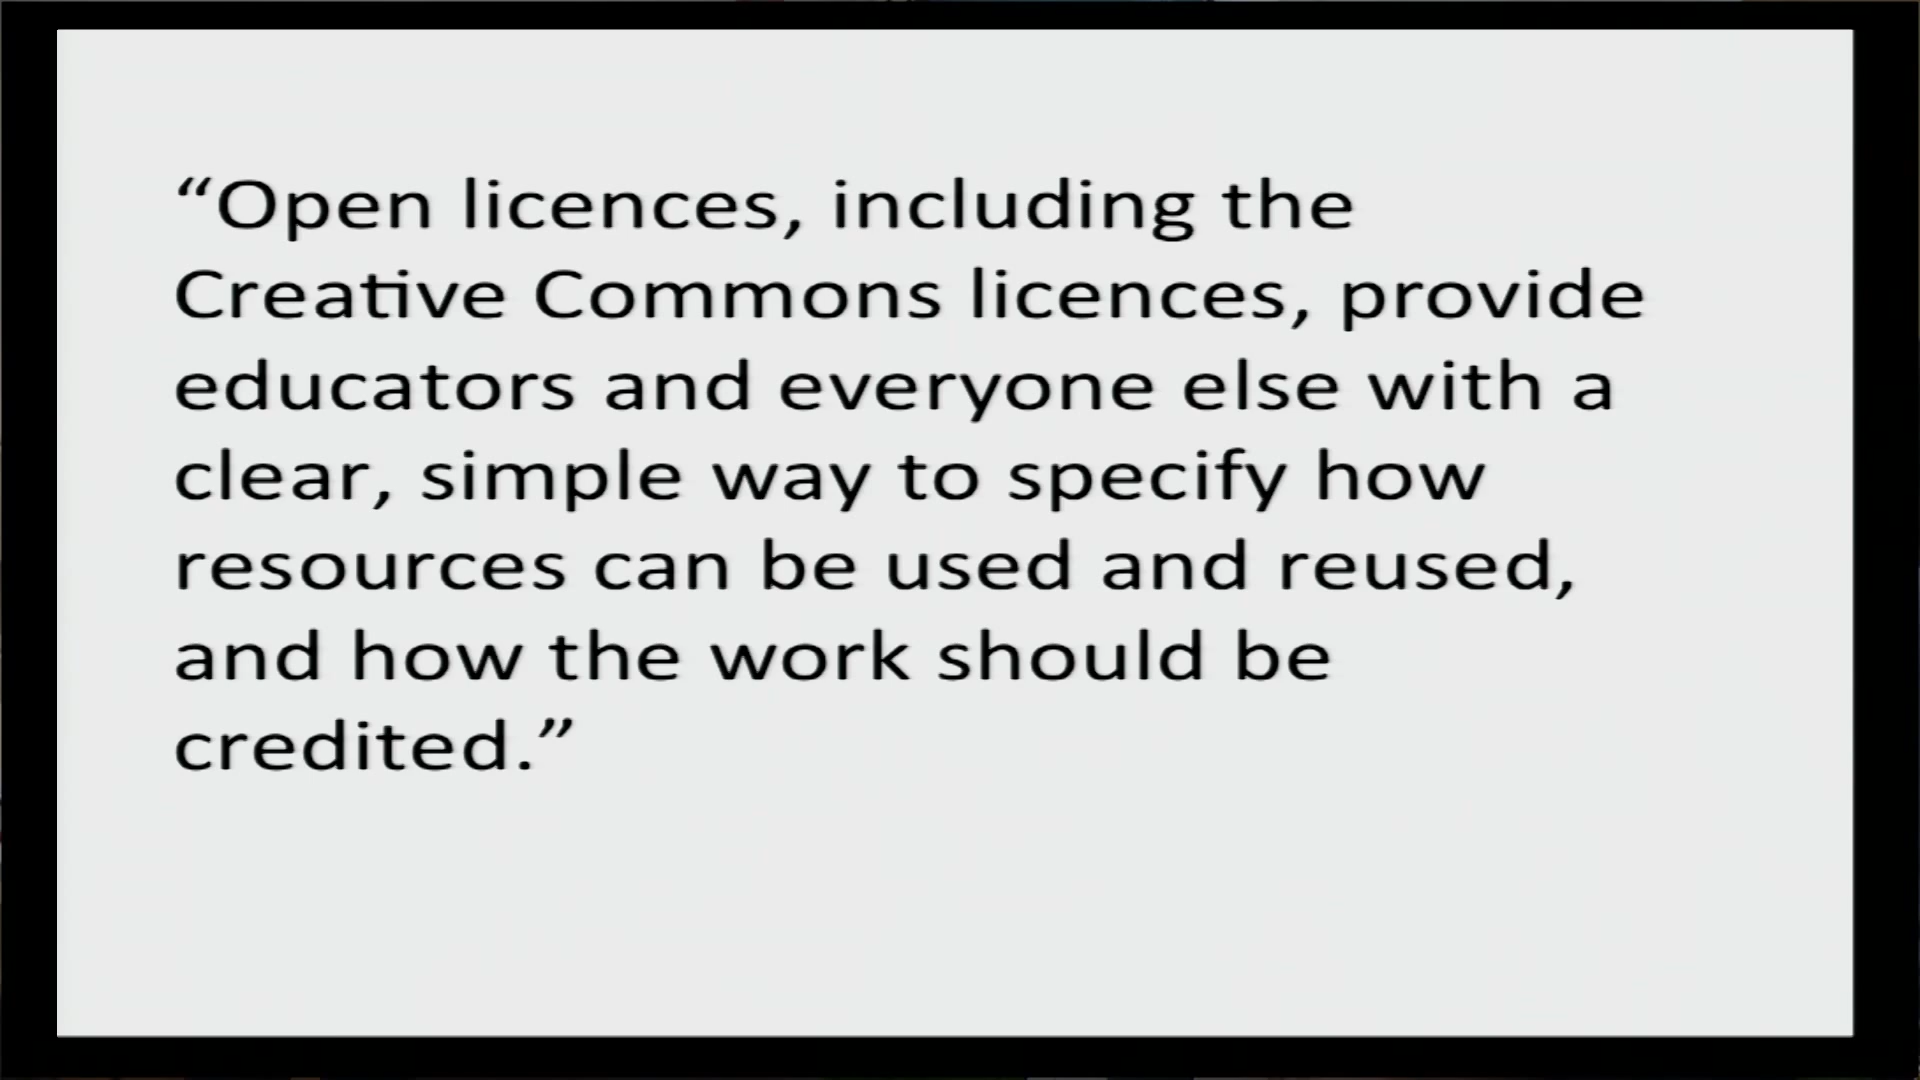 “Open licences, including the
Creative Commons licences, provide
educators and everyone else with a
clear, simple way to specify how
resources can be used and reused,
and how the work should be
credited.”